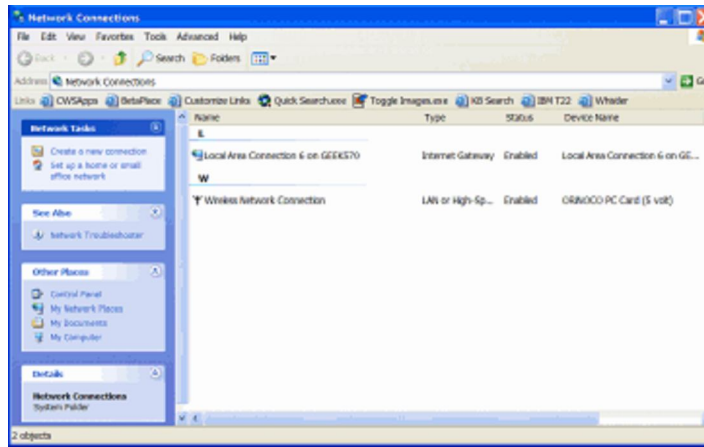 Network Connections
File Edit View Favorites Tools Advanced Help
Back Search Folders
Address Network Connections Go
Links CWSApps BetaPlace Customize Links Quick Search.exe Toggle Images.exe KB Search IBM T22 Whistler
Network Tasks
Create a new connection
Set up a home or small
office network
See Also
Network Troubleshooter
Other Places
Control Panel
My Network Places
My Documents
My Computer
Details
Network Connections
System Folder
Name Type Status Device Name
L
Local Area Connection 6 on GEEK570 Internet Gateway Enabled Local Area Connection 6 on GE...
W
Wireless Network Connection LAN or High-Sp... Enabled ORiNOCO PC Card (5 volt)
2 objects